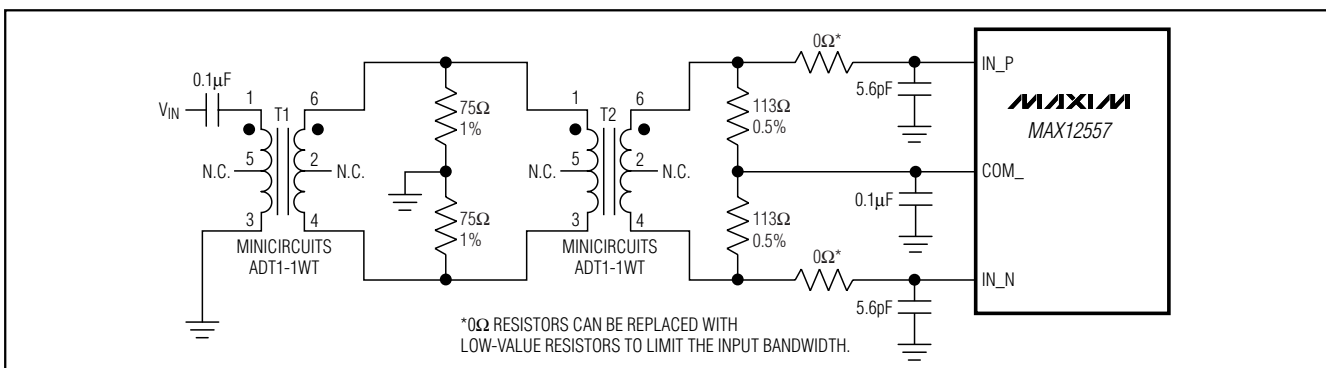 0Ω*
0.1μF
V_IN
1
6
T1
5
2
N.C.
N.C.
3
4
MINICIRCUITS
ADT1-1WT
75Ω
1%
75Ω
1%
1
6
T2
5
2
N.C.
N.C.
3
4
MINICIRCUITS
ADT1-1WT
113Ω
0.5%
113Ω
0.5%
0Ω*
5.6pF
0.1μF
5.6pF
IN_P
MAXIM
MAX12557
COM_
IN_N
*0Ω RESISTORS CAN BE REPLACED WITH
LOW-VALUE RESISTORS TO LIMIT THE INPUT BANDWIDTH.